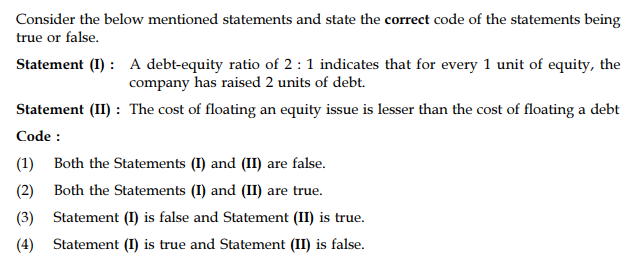 Consider the below mentioned statements and state the correct code of the statements being
true or false.
Statement (I) : A debt-equity ratio of 2 : 1 indicates that for every 1 unit of equity, the
company has raised 2 units of debt.
Statement (II) : The cost of floating an equity issue is lesser than the cost of floating a debt
Code :
(1) Both the Statements (I) and (II) are false.
(2) Both the Statements (I) and (II) are true.
(3) Statement (I) is false and Statement (II) is true.
(4) Statement (I) is true and Statement (II) is false.